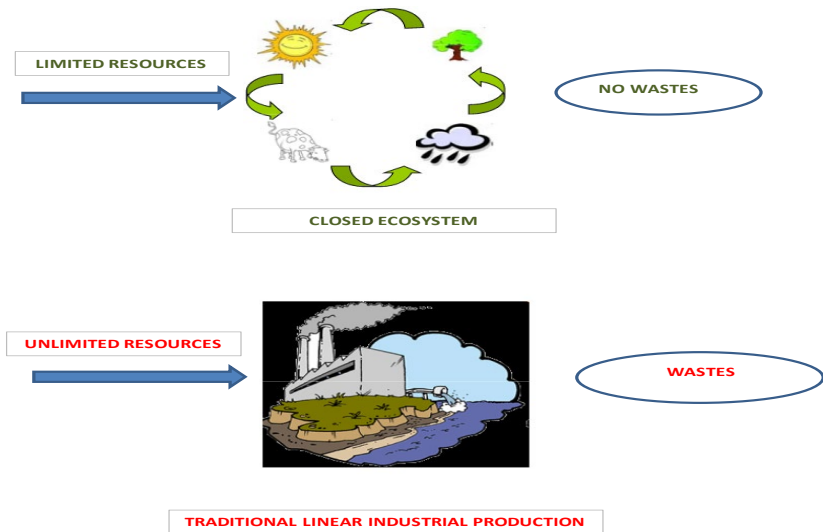 LIMITED RESOURCES
NO WASTES
CLOSED ECOSYSTEM
UNLIMITED RESOURCES
WASTES
TRADITIONAL LINEAR INDUSTRIAL PRODUCTION